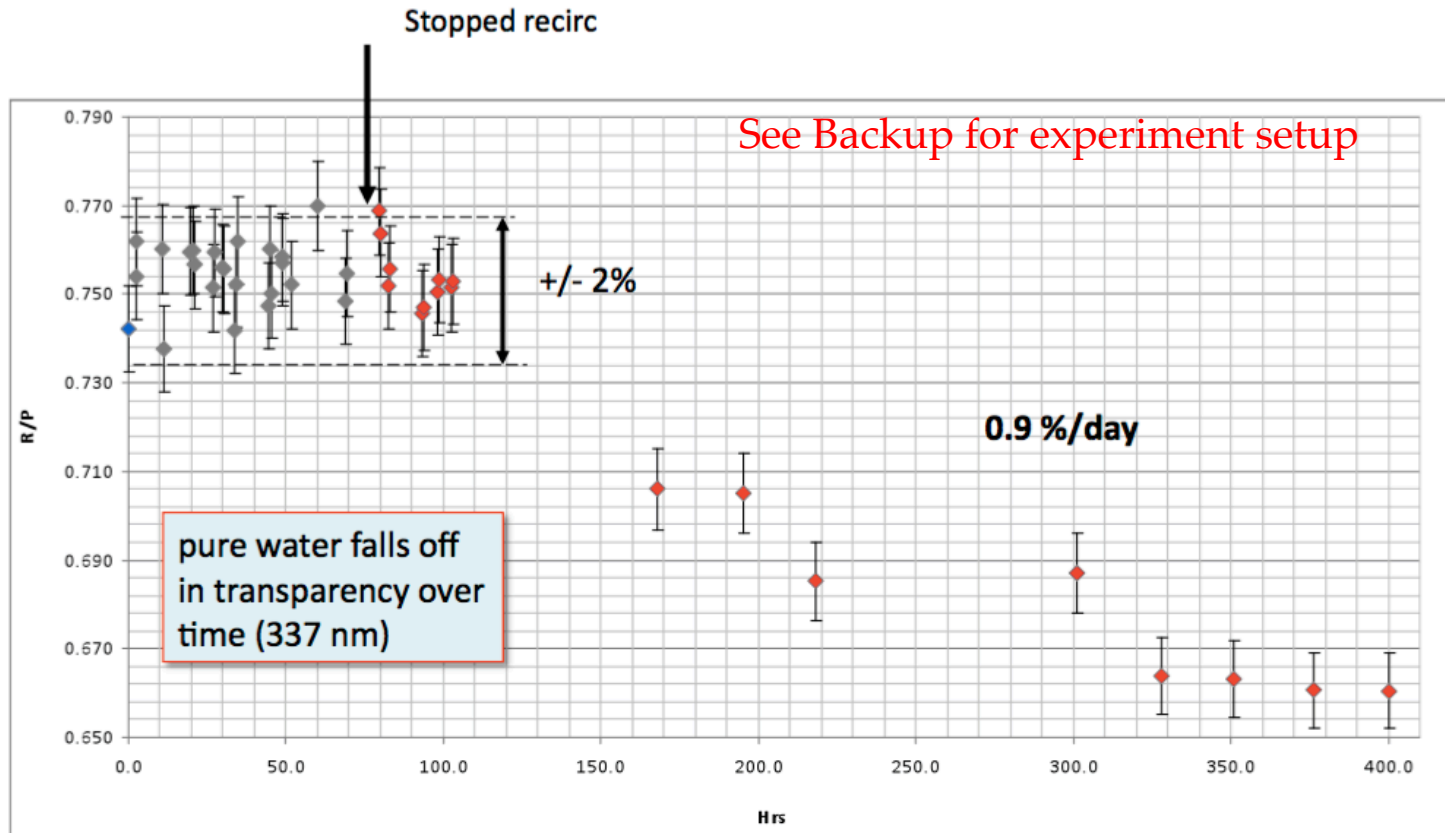 Stopped recirc
See Backup for experiment setup
0.790
0.770
0.750
0.730
0.710
0.690
0.670
0.650
R/P
+/- 2%
0.9 %/day
pure water falls off
in transparency over
time (337 nm)
0.0
50.0
100.0
150.0
200.0
250.0
300.0
350.0
400.0
Hrs